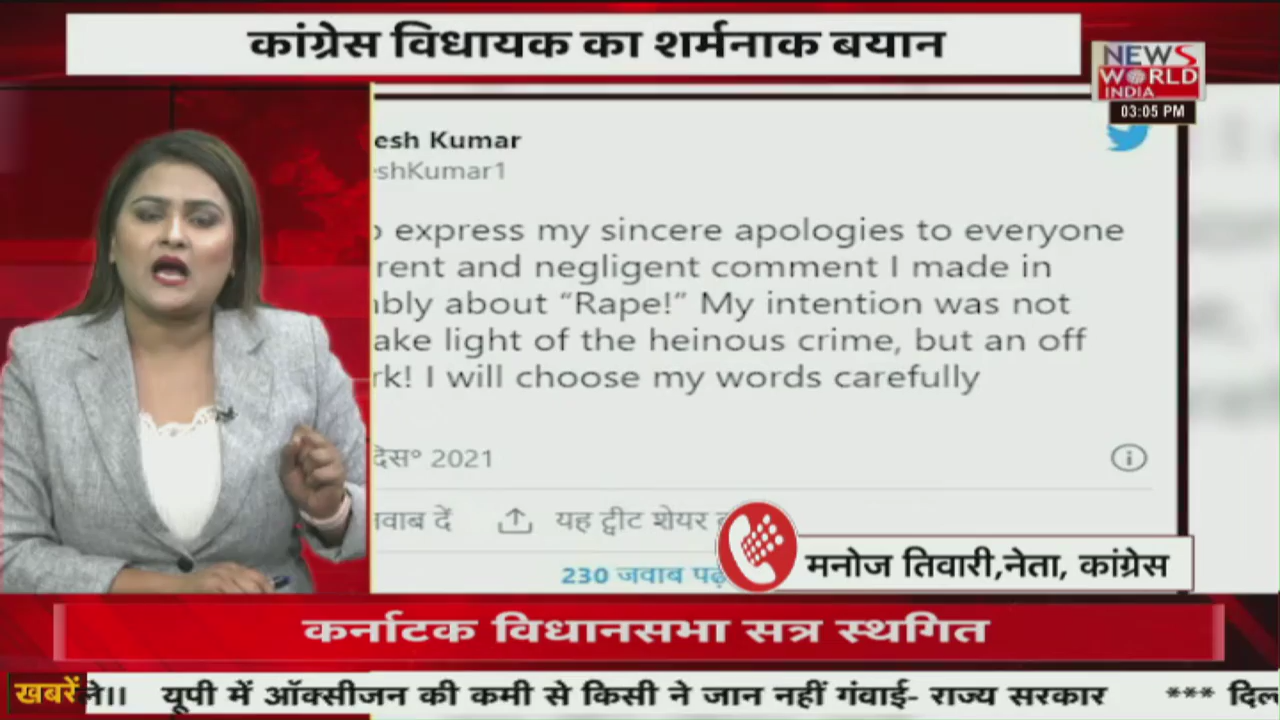 कांग्रेस विधायक का शर्मनाक बयान
NEWS
WORLD
INDIA
03:05 PM
esh Kumar
shKumar1
express my sincere apologies to everyone
rent and negligent comment I made in
bly about “Rape!” My intention was not
ake light of the heinous crime, but an off
rk! I will choose my words carefully
देस॰ 2021
जवाब दें यह ट्वीट शेयर
230 जवाब पढ़
मनोज तिवारी,नेता, कांग्रेस
कर्नाटक विधानसभा सत्र स्थगित
खबरें ले।। यूपी में ऑक्सीजन की कमी से किसी ने जान नहीं गंवाई- राज्य सरकार *** दिल